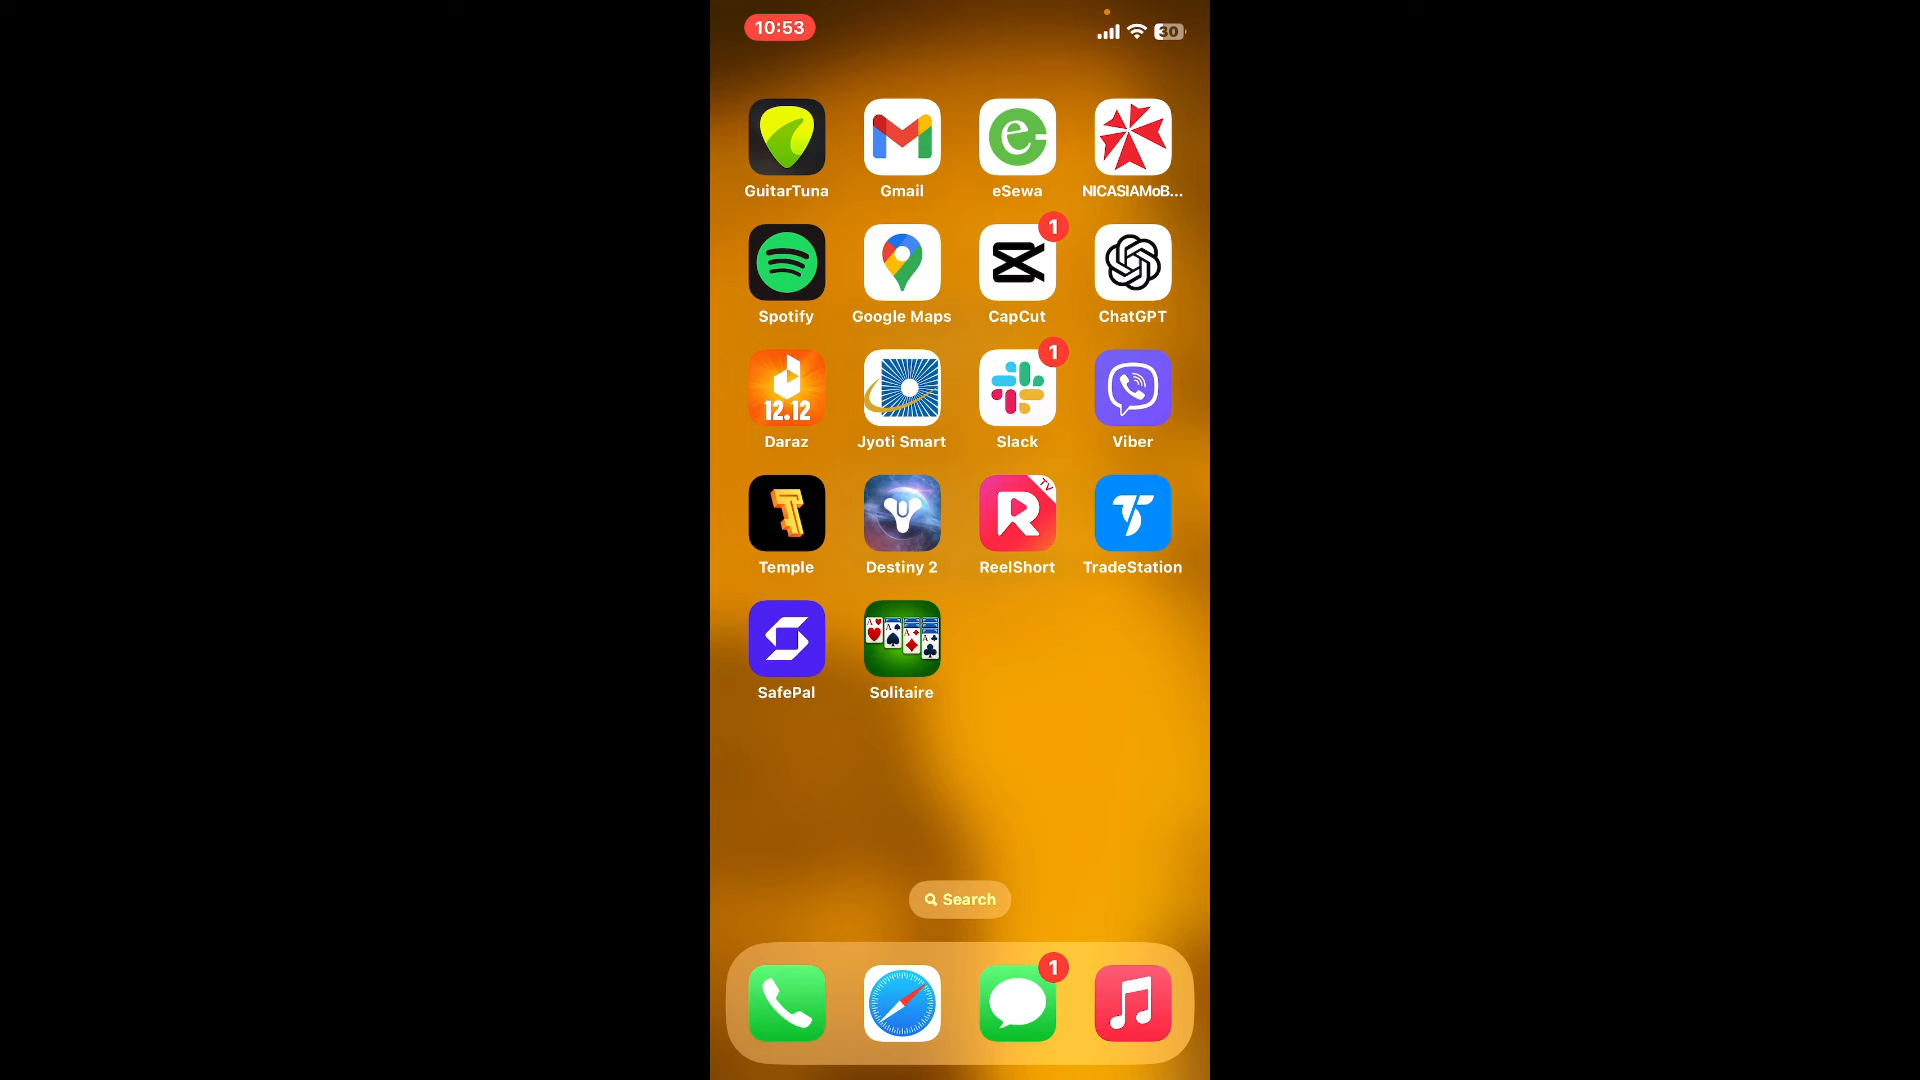 10:53
30
GuitarTuna Gmail eSewa NICASIAMoB...
1
Spotify Google Maps CapCut ChatGPT
12.12
1
Daraz Jyoti Smart Slack Viber
TV
Temple Destiny 2 ReelShort TradeStation
A A A A
SafePal Solitaire
Search
1